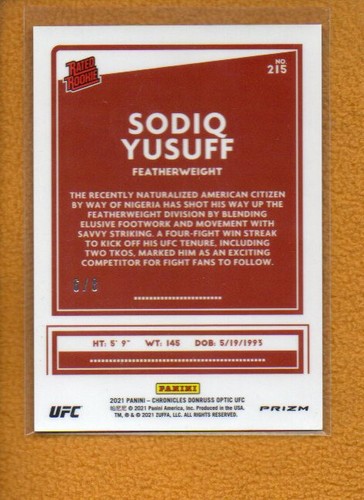 RATED
ROOKIE
NO.
215
SODIQ
YUSUFF
FEATHERWEIGHT
THE RECENTLY NATURALIZED AMERICAN CITIZEN
BY WAY OF NIGERIA HAS SHOT HIS WAY UP THE
FEATHERWEIGHT DIVISION BY BLENDING
ELUSIVE FOOTWORK AND MOVEMENT WITH
SAVVY STRIKING. A FOUR-FIGHT WIN STREAK
TO KICK OFF HIS UFC TENURE, INCLUDING
TWO TKOS, MARKED HIM AS AN EXCITING
COMPETITOR FOR FIGHT FANS TO FOLLOW.
HT: 5' 9" WT: 145 DOB: 5/19/1993
PANINI
2021 PANINI – CHRONICLES DONRUSS OPTIC UFC
© 2021 Panini America, Inc. Produced in the USA.
TM, ® & © 2021 ZUFFA, LLC. ALL RIGHTS RESERVED.
UFC
PRIZM